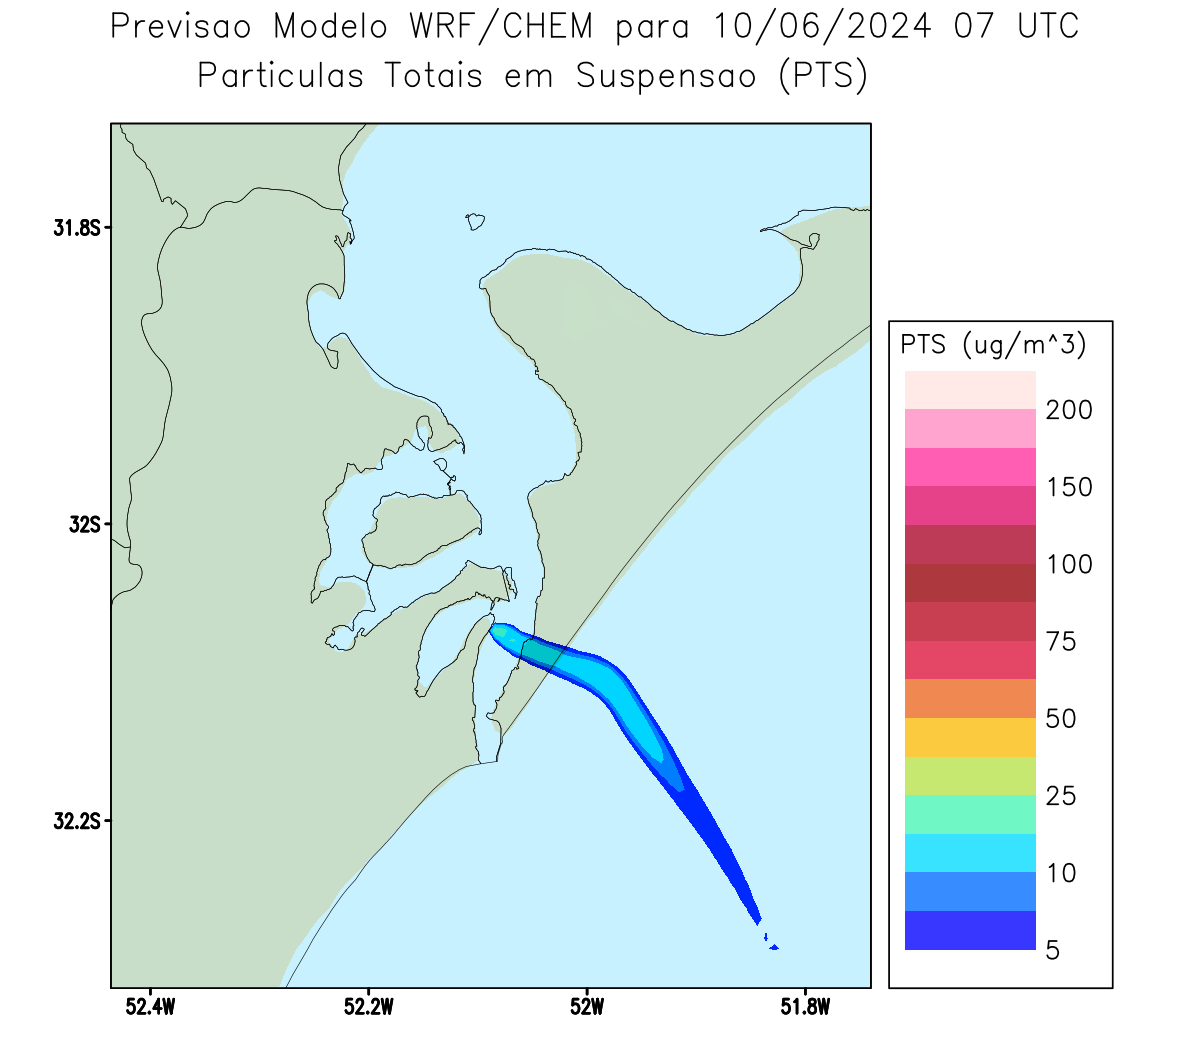 Previsao Modelo WRF/CHEM para 10/06/2024 07 UTC
Particulas Totais em Suspensao (PTS)
31.8S
32S
32.2S
52.4W 52.2W 52W 51.8W
PTS (ug/m^3)
200
150
100
75
50
25
10
5